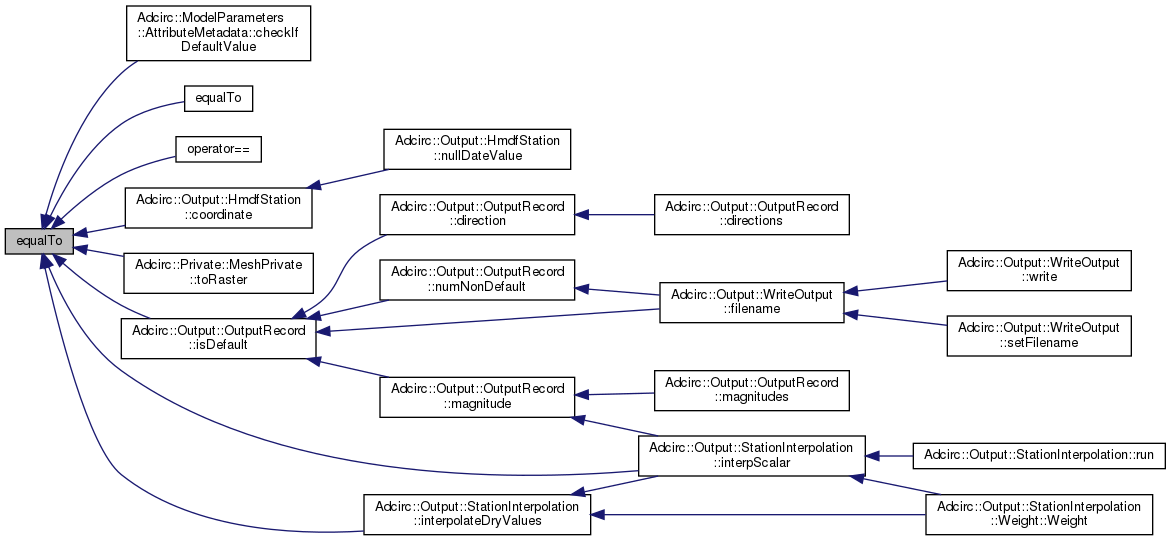 Adcirc::ModelParameters
::AttributeMetadata::checkIf
DefaultValue
equalTo
operator==
Adcirc::Output::HmdfStation
::nullDateValue
Adcirc::Output::HmdfStation
::coordinate
Adcirc::Output::OutputRecord
::direction
Adcirc::Output::OutputRecord
::directions
equalTo
Adcirc::Private::MeshPrivate
::toRaster
Adcirc::Output::OutputRecord
::numNonDefault
Adcirc::Output::WriteOutput
::write
Adcirc::Output::WriteOutput
::filename
Adcirc::Output::OutputRecord
::isDefault
Adcirc::Output::WriteOutput
::setFilename
Adcirc::Output::OutputRecord
::magnitude
Adcirc::Output::OutputRecord
::magnitudes
Adcirc::Output::StationInterpolation
::interpScalar
Adcirc::Output::StationInterpolation::run
Adcirc::Output::StationInterpolation
::interpolateDryValues
Adcirc::Output::StationInterpolation
::Weight::Weight